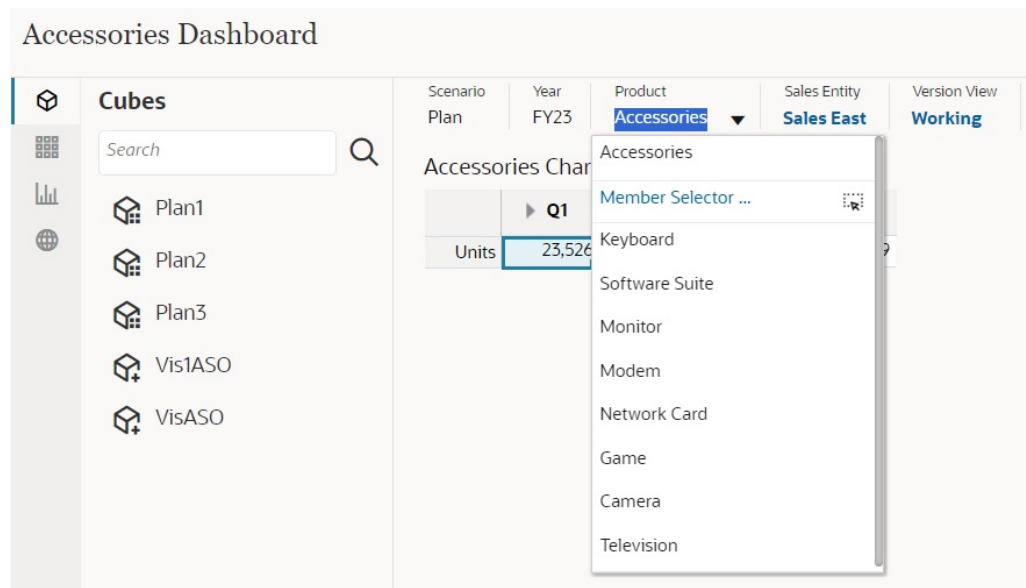 Accessories Dashboard
Cubes
Search
Plan1
Plan2
Plan3
Vis1ASO
VisASO
Scenario Year Product Sales Entity Version View
Plan FY23 Accessories Sales East Working
Accessories Char
Q1
Units 23,526 9
Accessories
Member Selector ...
Keyboard
Software Suite
Monitor
Modem
Network Card
Game
Camera
Television